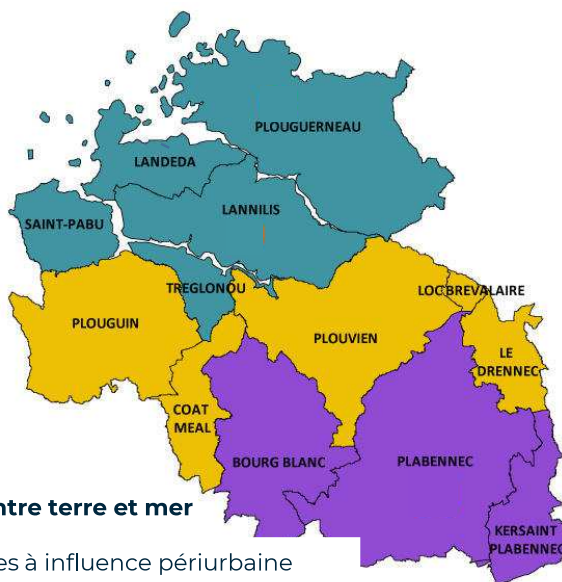 PLOUGUERNEAU
LANDEDA
LANNILIS
SAINT-PABU
TREGLONOU
LOC BREVALAIRE
PLOUGUIN
PLOUVIEN
LE
DRENNEC
COAT
MEAL
BOURG BLANC
PLABENNEC
ntre terre et mer
KERSAINT
PLABENNEC
es à influence périurbaine